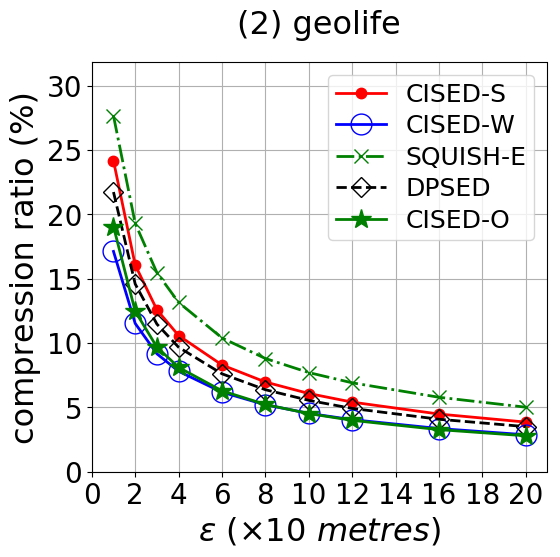 (2) geolife
compression ratio (%)
30
25
20
15
10
5
0
CISED-S
CISED-W
SQUISH-E
DPSED
CISED-O
0 2 4 6 8 10 12 14 16 18 20
ε (×10 metres)